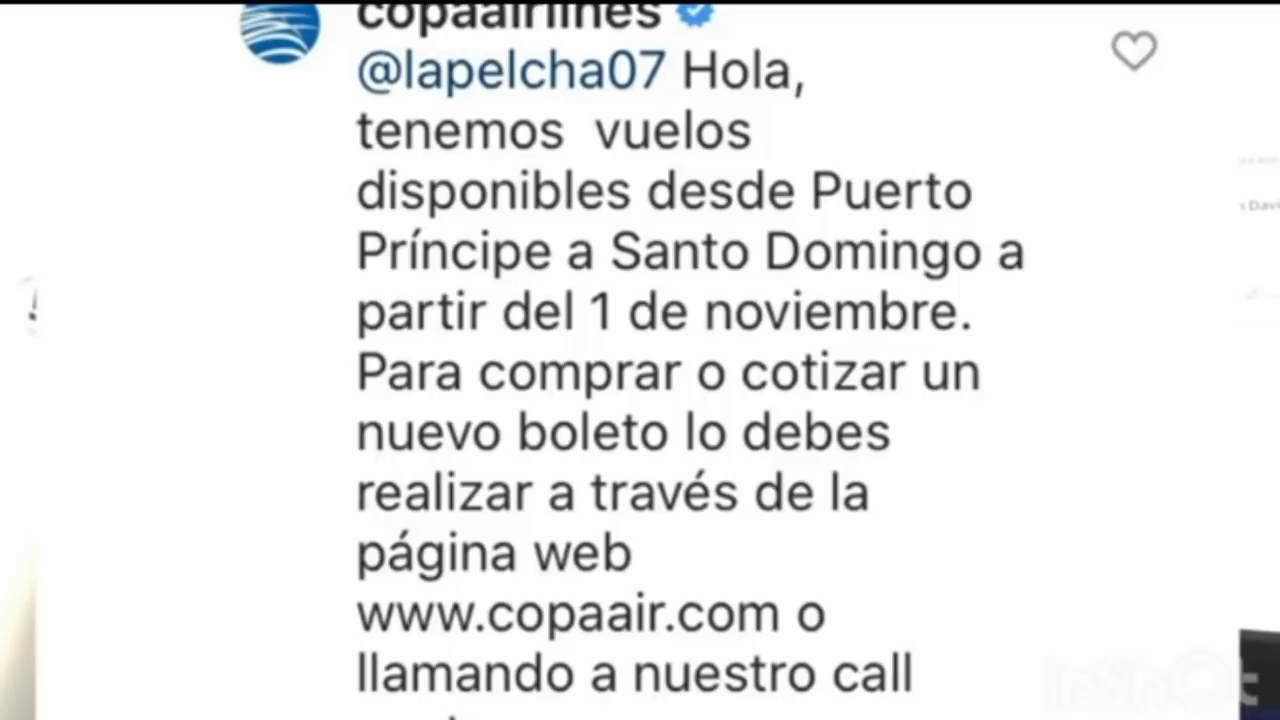 copaairlines
@lapelcha07 Hola,
tenemos vuelos
disponibles desde Puerto
Príncipe a Santo Domingo a
partir del 1 de noviembre.
Para comprar o cotizar un
nuevo boleto lo debes
realizar a través de la
página web
www.copaair.com o
llamando a nuestro call
InShOt